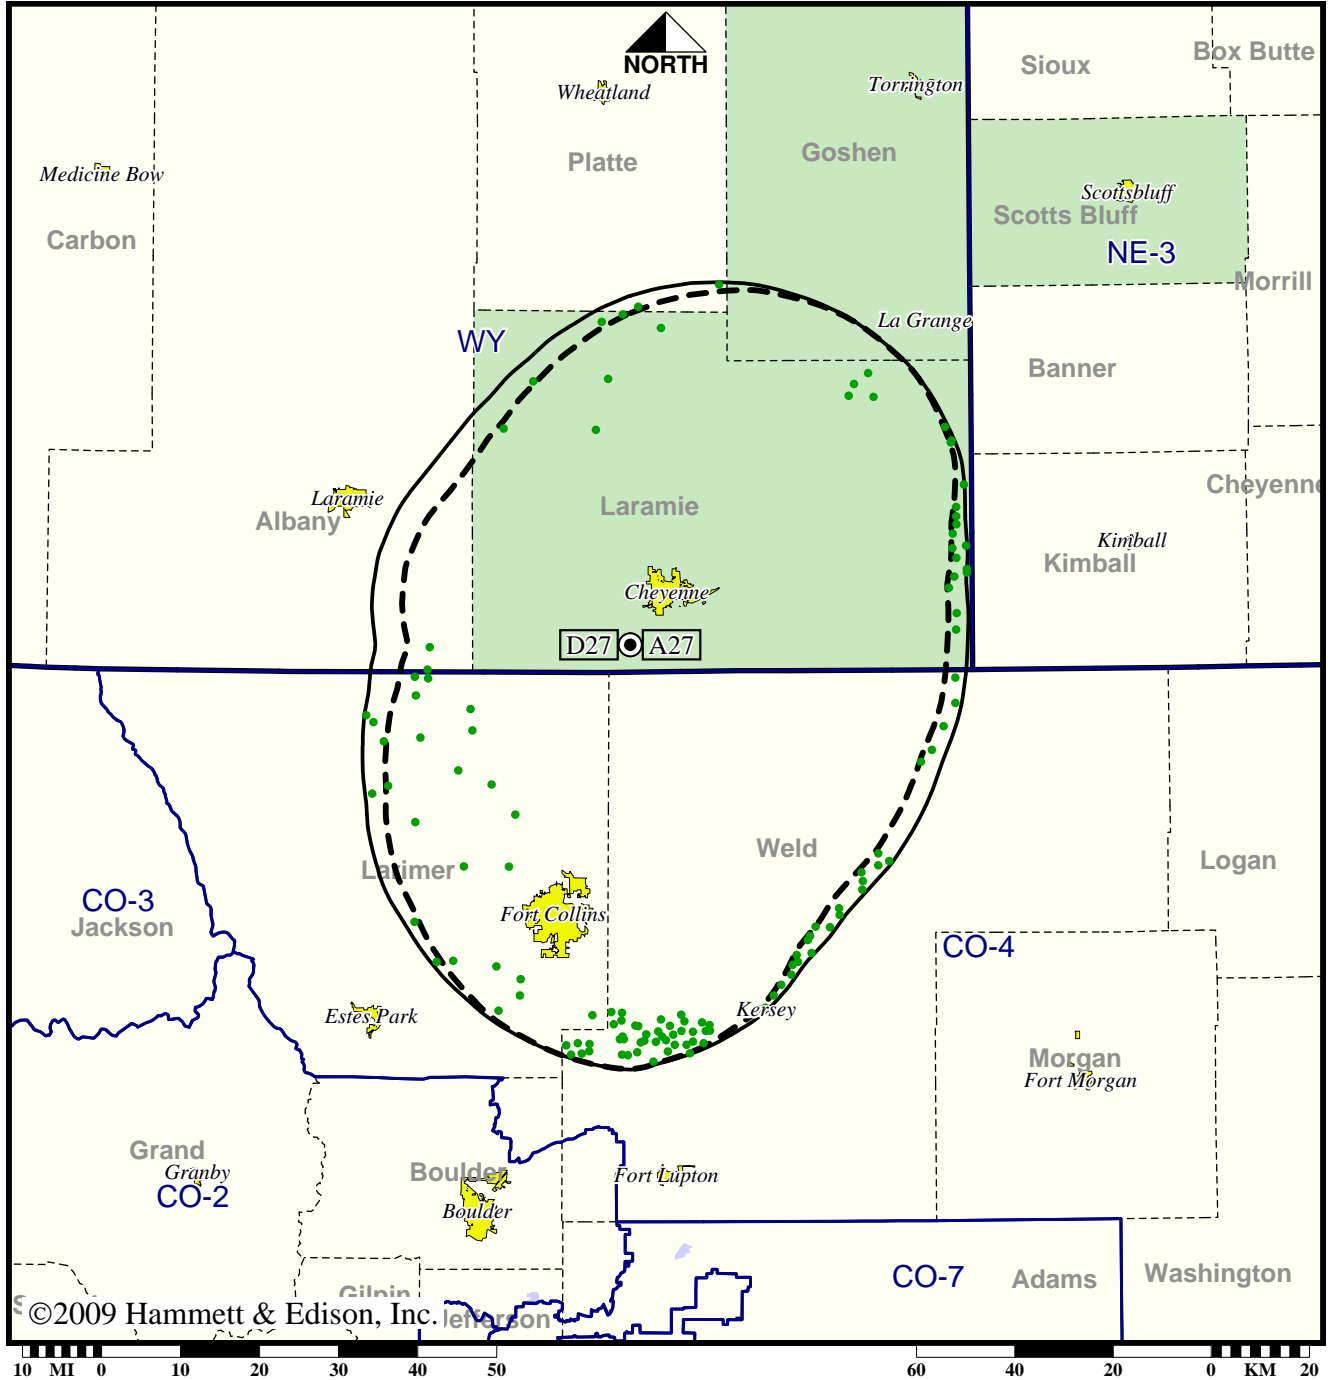 NORTH
Sioux
Box Butte
Wheatland
Torrington
Platte
Goshen
Medicine Bow
Scottsbluff
Scotts Bluff
Carbon
NE-3
Morrill
La Grange
WY
Banner
Cheyenne
Laramie
Albany
Laramie
Kimball
Kimball
Cheyenne
D27
A27
Weld
Larimer
Logan
CO-3
Jackson
Fort Collins
CO-4
Kersey
Estes Park
Morgan
Fort Morgan
Grand
Granby
CO-2
Boulder
Boulder
Fort Lupton
CO-7
Adams
Washington
Gilpin
©2009 Hammett & Edison, Inc.
Jefferson
10 MI 0 10 20 30 40 50
60 40 20 0 KM 20